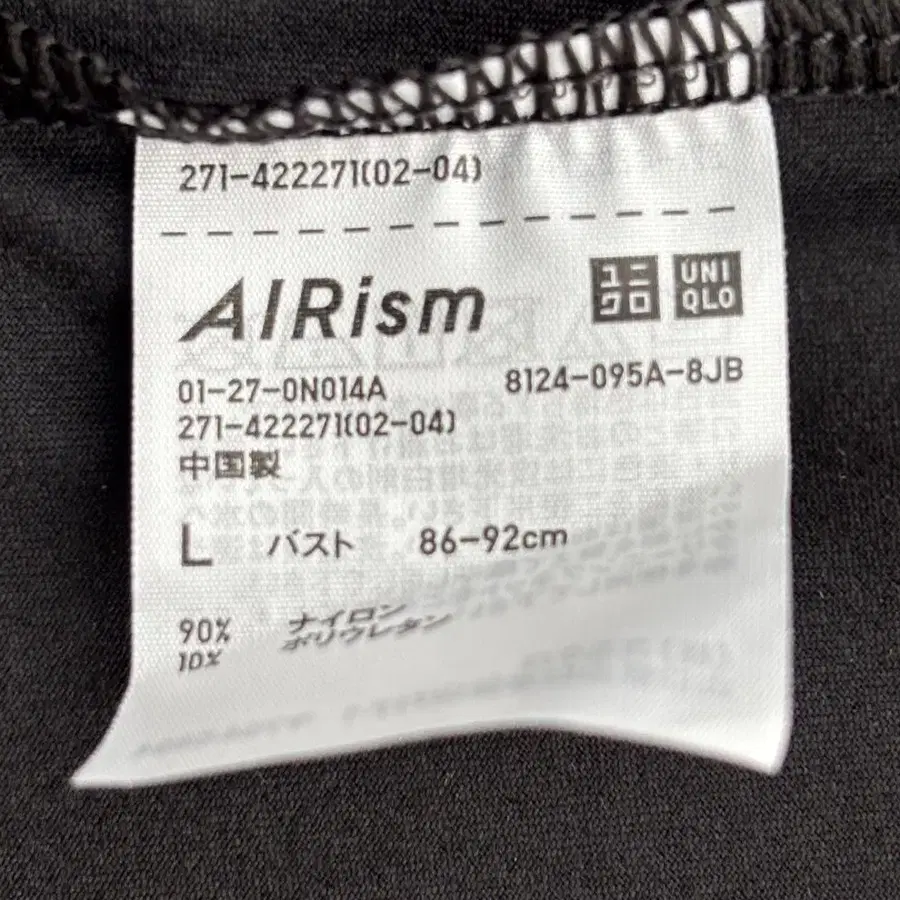 271-422271(02-04)
AIRism
ユニクロ
UNI
QLO
01-27-0N014A
8124-095A-8JB
271-422271(02-04)
中国製
L バスト 86-92cm
90% ナイロン
10% ポリウレタン